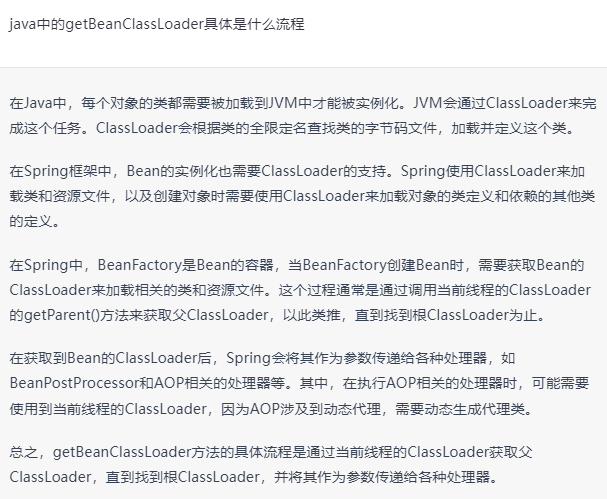 java中的getBeanClassLoader具体是什么流程
在Java中，每个对象的类都需要被加载到JVM中才能被实例化。JVM会通过ClassLoader来完
成这个任务。ClassLoader会根据类的全限定名查找类的字节码文件，加载并定义这个类。
在Spring框架中，Bean的实例化也需要ClassLoader的支持。Spring使用ClassLoader来加
载类和资源文件，以及创建对象时需要使用ClassLoader来加载对象的类定义和依赖的其他类
的定义。
在Spring中，BeanFactory是Bean的容器，当BeanFactory创建Bean时，需要获取Bean的
ClassLoader来加载相关的类和资源文件。这个过程通常是通过调用当前线程的ClassLoader
的getParent()方法来获取父ClassLoader，以此类推，直到找到根ClassLoader为止。
在获取到Bean的ClassLoader后，Spring会将其作为参数传递给各种处理器，如
BeanPostProcessor和AOP相关的处理器等。其中，在执行AOP相关的处理器时，可能需要
使用到当前线程的ClassLoader，因为AOP涉及到动态代理，需要动态生成代理类。
总之，getBeanClassLoader方法的具体流程是通过当前线程的ClassLoader获取父
ClassLoader，直到找到根ClassLoader，并将其作为参数传递给各种处理器。